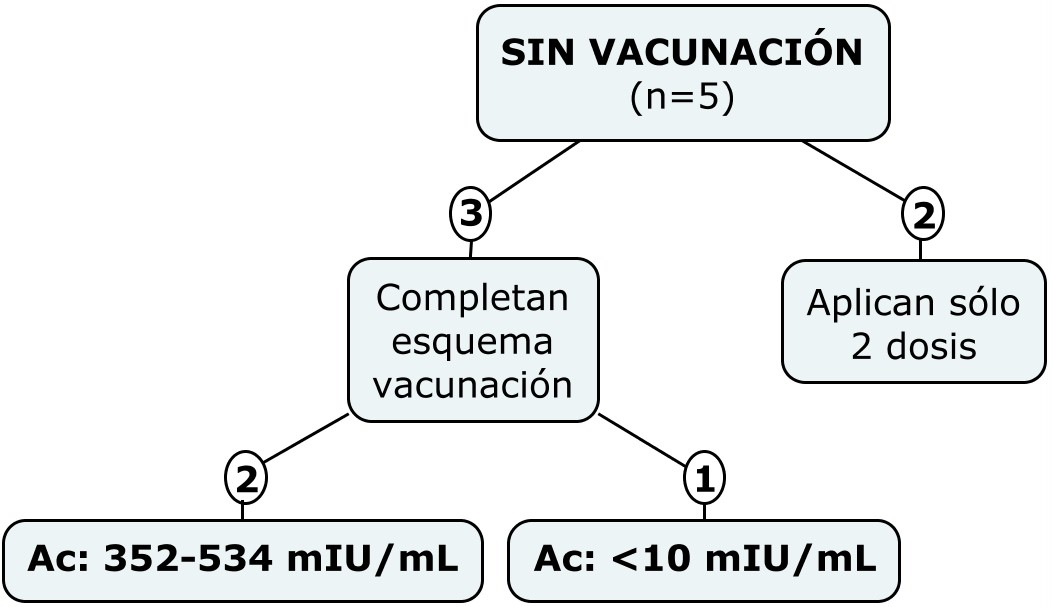 SIN VACUNACIÓN
(n=5)
3
2
Completan
esquema
vacunación
Aplican sólo
2 dosis
2
1
Ac: 352-534 mIU/mL
Ac: <10 mIU/mL